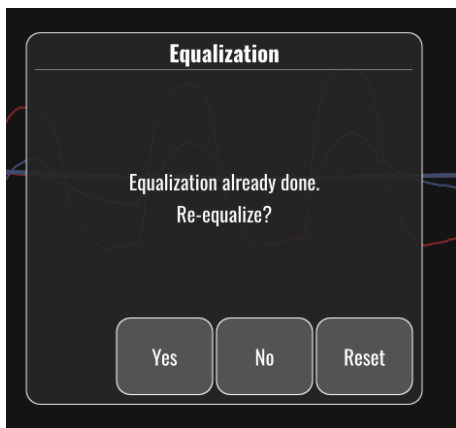 Equalization
Equalization already done.
Re-equalize?
Yes
No
Reset